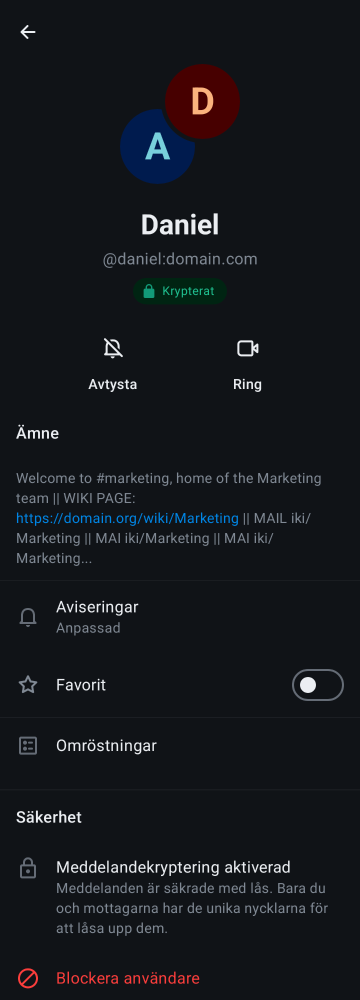 D
A
Daniel
@daniel:domain.com
Krypterat
Avtysta
Ring
Ämne
Welcome to #marketing, home of the Marketing
team || WIKI PAGE:
https://domain.org/wiki/Marketing || MAIL iki/
Marketing || MAI iki/Marketing || MAI iki/
Marketing...
Aviseringar
Anpassad
Favorit
Omröstningar
Säkerhet
Meddelandekryptering aktiverad
Meddelanden är säkrade med lås. Bara du
och mottagarna har de unika nycklarna för
att låsa upp dem.
Blockera användare